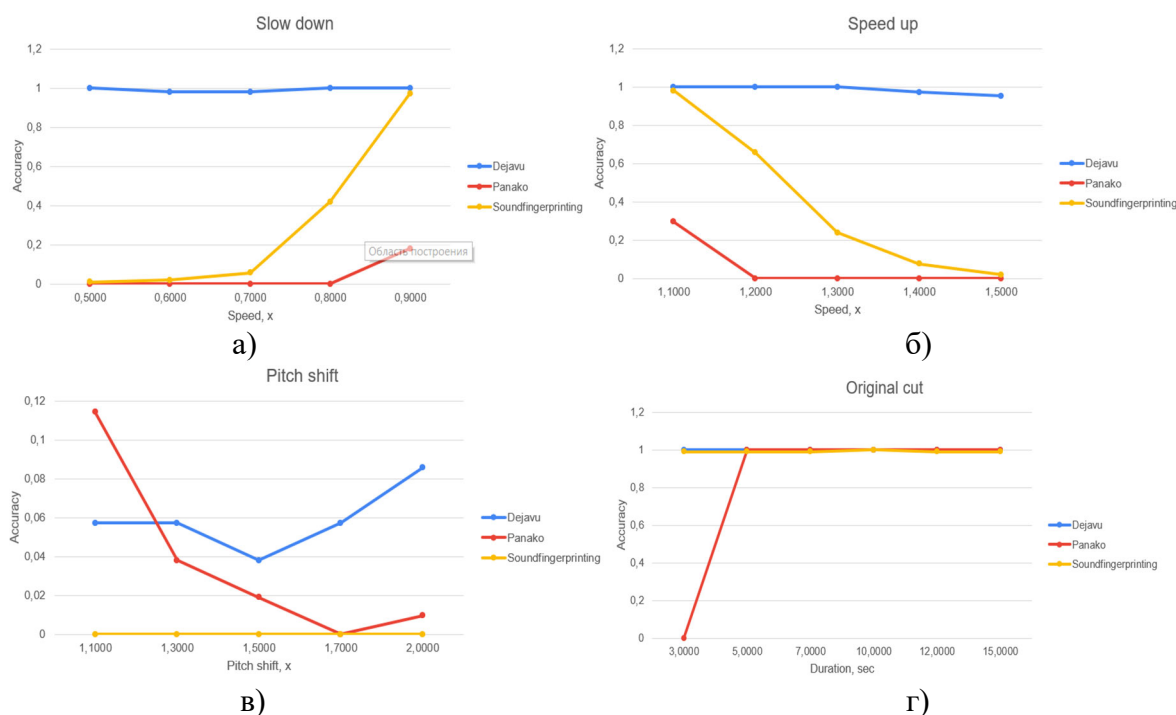 Slow down
1,2
1
0,8
0,6
0,4
0,2
0
Accuracy
0,5000 0,6000 0,7000 0,8000 0,9000
Speed, x
Dejavu
Panako
Soundfingerprinting
Область построения
а)
Speed up
1,2
1
0,8
0,6
0,4
0,2
0
Accuracy
1,1000 1,2000 1,3000 1,4000 1,5000
Speed, x
Dejavu
Panako
Soundfingerprinting
б)
Pitch shift
0,12
0,1
0,08
0,06
0,04
0,02
0
Accuracy
1,1000 1,3000 1,5000 1,7000 2,0000
Pitch shift, x
Dejavu
Panako
Soundfingerprinting
в)
Original cut
1,2
1
0,8
0,6
0,4
0,2
0
Accuracy
3,0000 5,0000 7,0000 10,0000 12,0000 15,0000
Duration, sec
Dejavu
Panako
Soundfingerprinting
г)